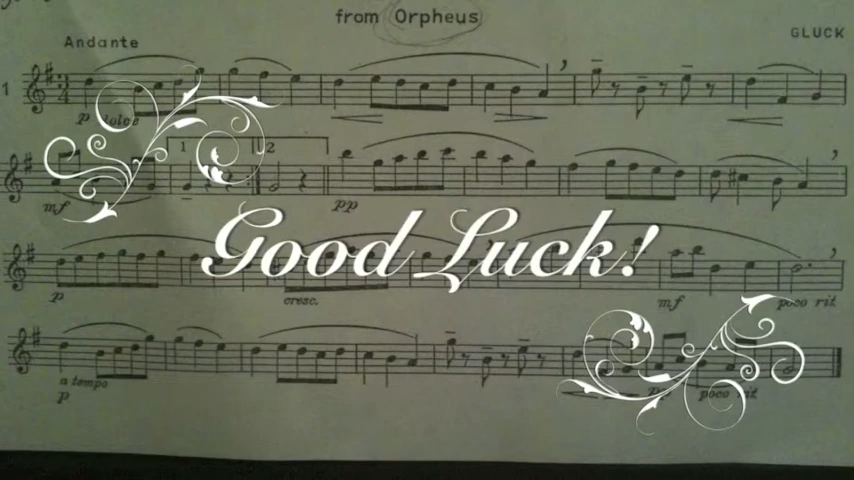 from Orpheus
GLUCK
Andante
1
p dolce
1 2
mf pp
Good Luck!
p cresc. mf poco rit
a tempo
p pp poco rit